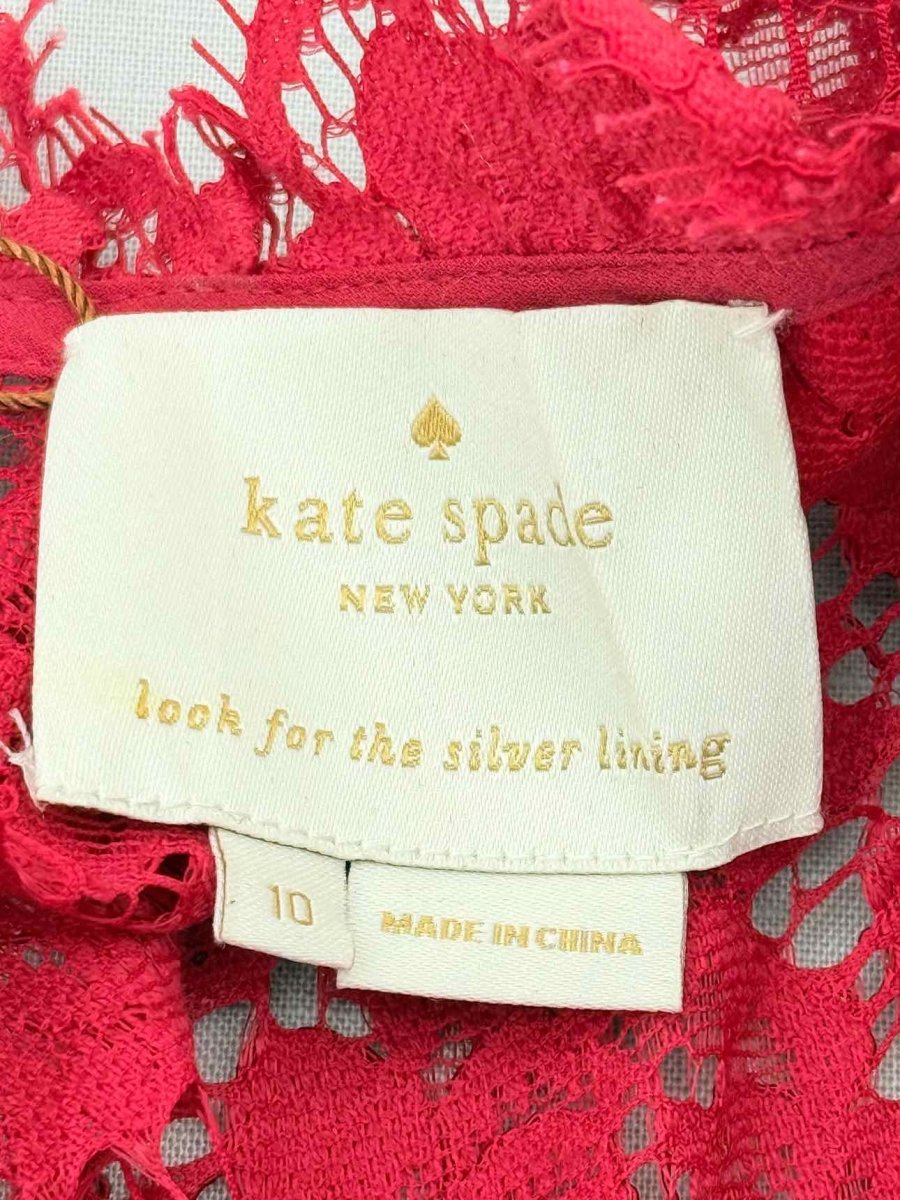 kate spade
NEW YORK
look for the silver lining
10
MADE IN CHINA